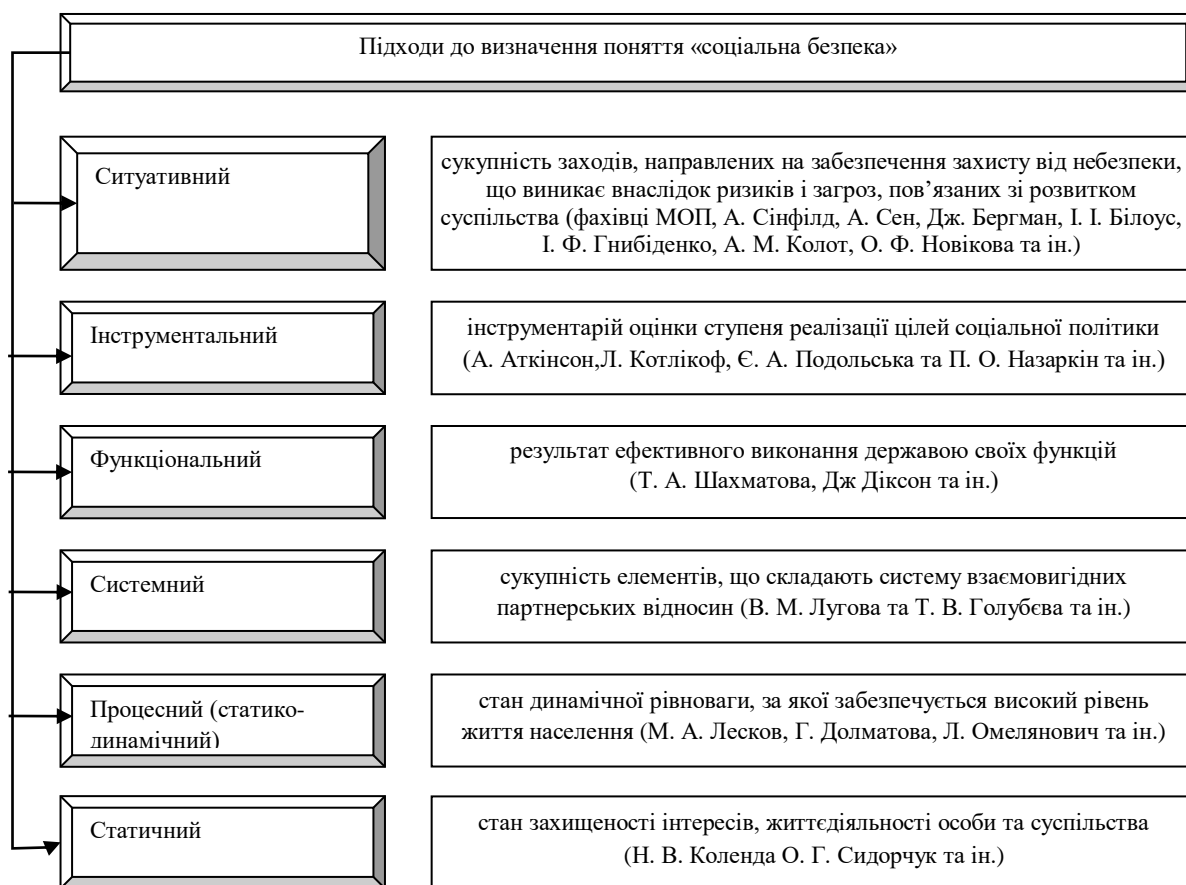 Підходи до визначення поняття «соціальна безпека»
Ситуативний
сукупність заходів, направлених на забезпечення захисту від небезпеки,
що виникає внаслідок ризиків і загроз, пов’язаних зі розвитком
суспільства (фахівці МОП, А. Сінфілд, А. Сен, Дж. Бергман, І. І. Білоус,
І. Ф. Гнибіденко, А. М. Колот, О. Ф. Новікова та ін.)
Інструментальний
інструментарій оцінки ступеня реалізації цілей соціальної політики
(А. Аткінсон,Л. Котлікоф, Є. А. Подольська та П. О. Назаркін та ін.)
Функціональний
результат ефективного виконання державою своїх функцій
(Т. А. Шахматова, Дж Діксон та ін.)
Системний
сукупність елементів, що складають систему взаємовигідних
партнерських відносин (В. М. Лугова та Т. В. Голубєва та ін.)
Процесний (статико-
динамічний)
стан динамічної рівноваги, за якої забезпечується високий рівень
життя населення (М. А. Лесков, Г. Долматова, Л. Омелянович та ін.)
Статичний
стан захищеності інтересів, життєдіяльності особи та суспільства
(Н. В. Коленда О. Г. Сидорчук та ін.)